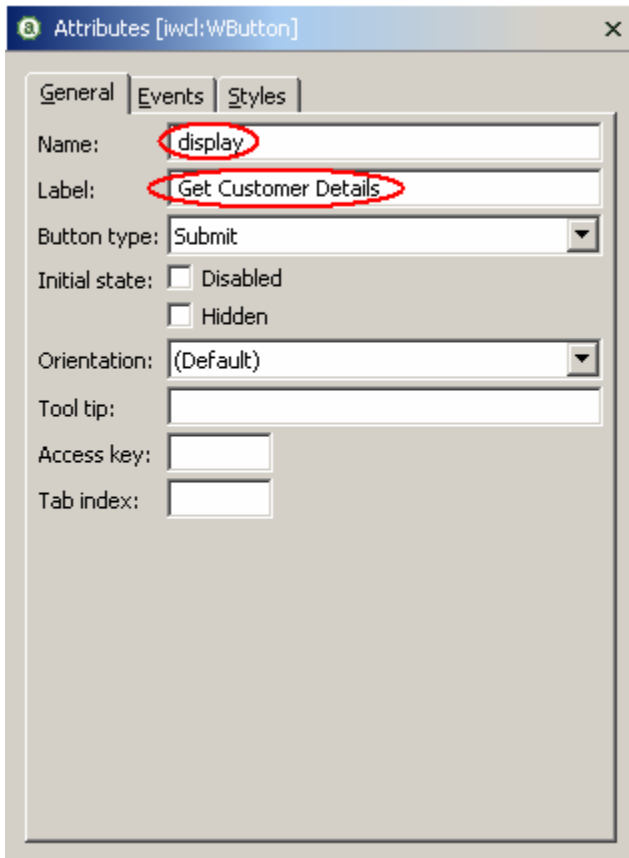 Attributes [iwcl:WButton]
General Events Styles
Name: display
Label: Get Customer Details
Button type: Submit
Initial state: Disabled
Hidden
Orientation: (Default)
Tool tip:
Access key:
Tab index: